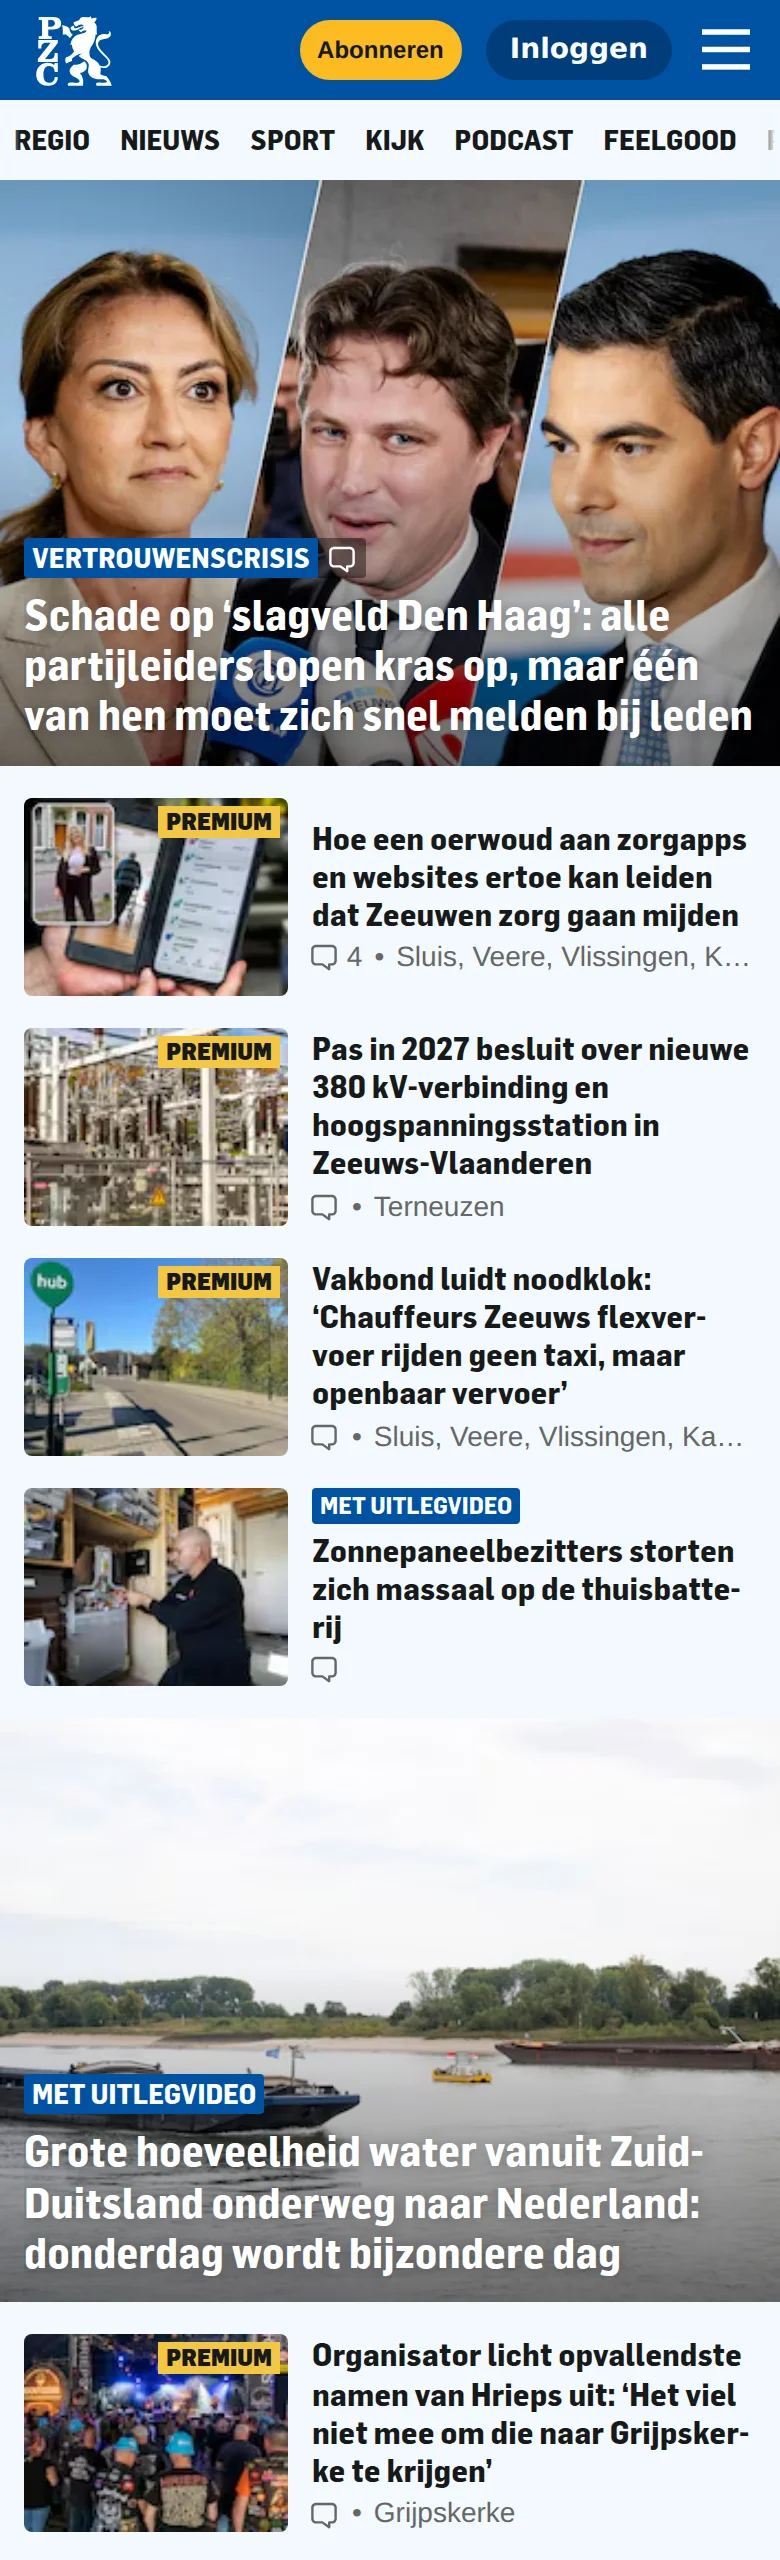 PZC
Abonneren
Inloggen
REGIO NIEUWS SPORT KIJK PODCAST FEELGOOD
VERTROUWENSCRISIS
Schade op ‘slagveld Den Haag’: alle
partijleiders lopen kras op, maar één
van hen moet zich snel melden bij leden
PREMIUM
Hoe een oerwoud aan zorgapps
en websites ertoe kan leiden
dat Zeeuwen zorg gaan mijden
4 • Sluis, Veere, Vlissingen, K…
PREMIUM
Pas in 2027 besluit over nieuwe
380 kV-verbinding en
hoogspanningsstation in
Zeeuws-Vlaanderen
• Terneuzen
hub
PREMIUM
Vakbond luidt noodklok:
‘Chauffeurs Zeeuws flexver-
voer rijden geen taxi, maar
openbaar vervoer’
• Sluis, Veere, Vlissingen, Ka…
MET UITLEGVIDEO
Zonnepaneelbezitters storten
zich massaal op de thuisbatte-
rij
MET UITLEGVIDEO
Grote hoeveelheid water vanuit Zuid-
Duitsland onderweg naar Nederland:
donderdag wordt bijzondere dag
PREMIUM
Organisator licht opvallendste
namen van Hrieps uit: ‘Het viel
niet mee om die naar Grijpsker-
ke te krijgen’
• Grijpskerke